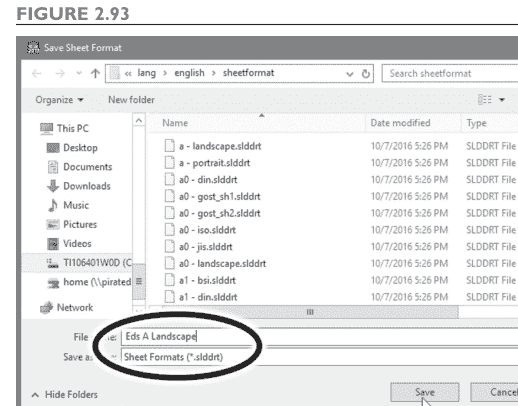 FIGURE 2.93
Save Sheet Format
« lang > english > sheetformat
Search sheetformat
Organize
New folder
Name
Date modified
Type
This PC
Desktop
Documents
Downloads
Music
Pictures
Videos
TI106401W0D (C
home (\\pirated
Network
a - landscape.slddrt 10/7/2016 5:26 PM SLDDRT File
a - portrait.slddrt 10/7/2016 5:26 PM SLDDRT File
a0 - din.slddrt 10/7/2016 5:26 PM SLDDRT File
a0 - gost_sh1.slddrt 10/7/2016 5:26 PM SLDDRT File
a0 - gost_sh2.slddrt 10/7/2016 5:26 PM SLDDRT File
a0 - iso.slddrt 10/7/2016 5:26 PM SLDDRT File
a0 - jis.slddrt 10/7/2016 5:26 PM SLDDRT File
a0 - landscape.slddrt 10/7/2016 5:26 PM SLDDRT File
a1 - bsi.slddrt 10/7/2016 5:26 PM SLDDRT File
a1 - din.slddrt 10/7/2016 5:26 PM SLDDRT File
File Eds A Landscape
Save as Sheet Formats (*.slddrt)
Hide Folders
Save
Cancel